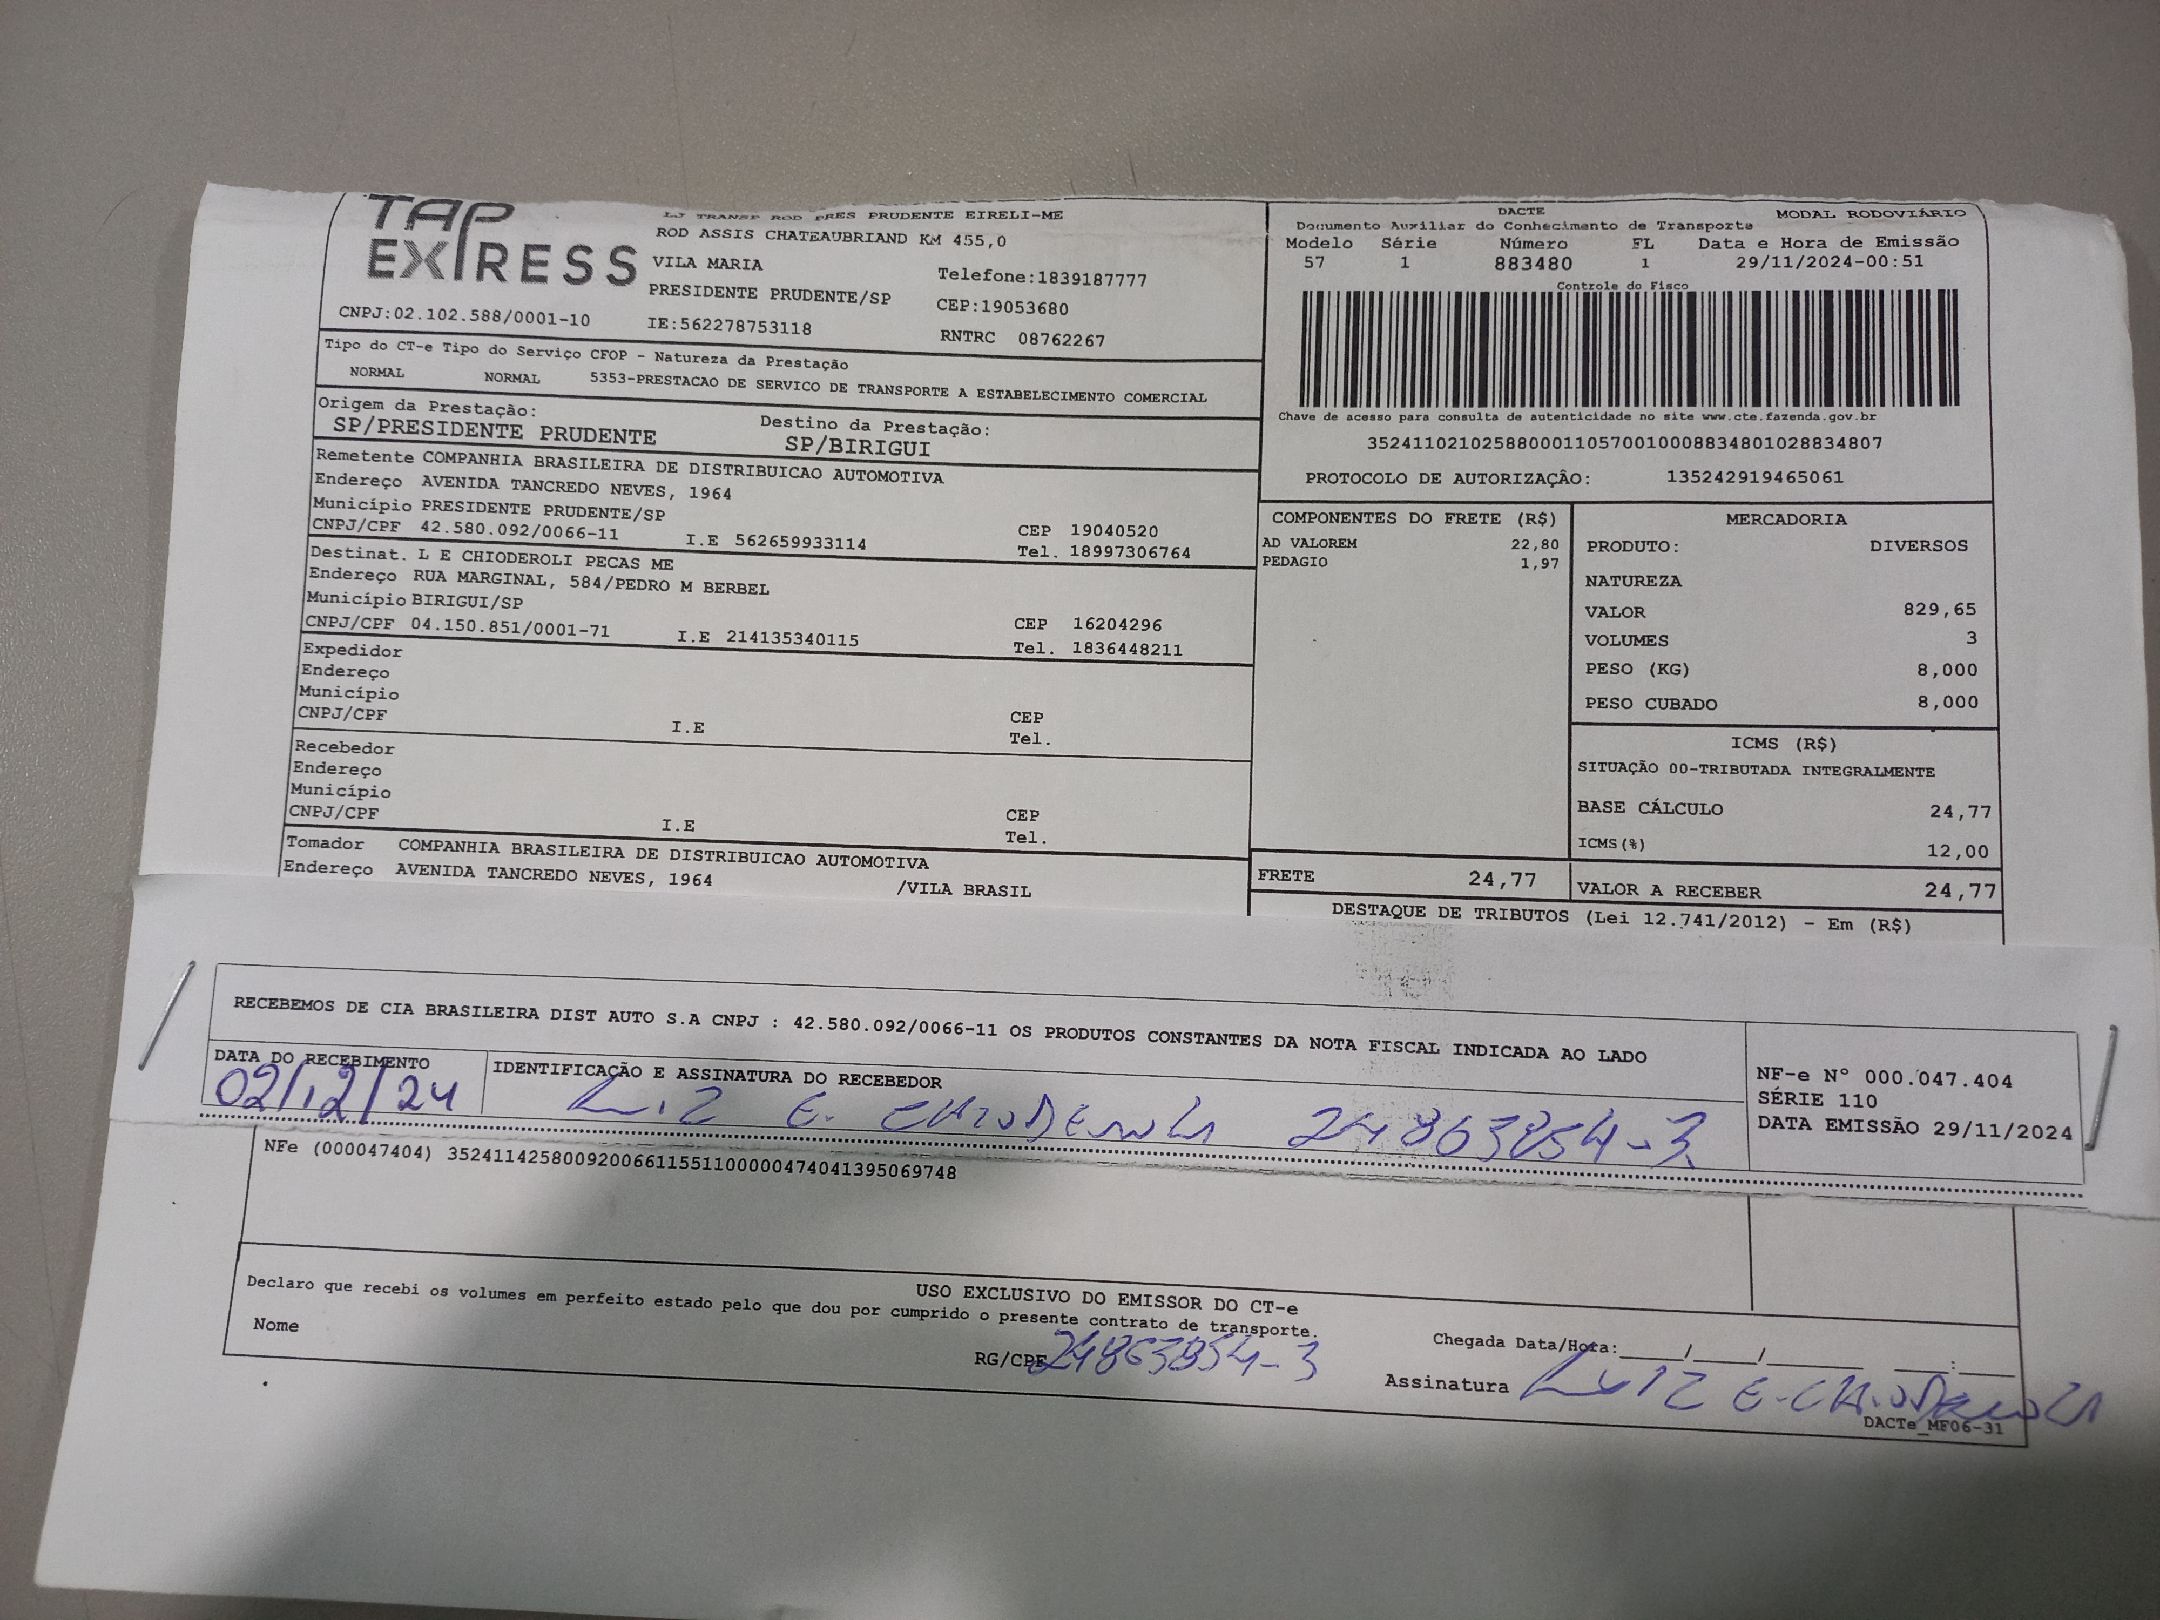 TAP
EXPRESS
LJ TRANSP ROD PRES PRUDENTE EIRELI-ME
ROD ASSIS CHATEAUBRIAND KM 455,0
VILA MARIA
Telefone:1839187777
PRESIDENTE PRUDENTE/SP
CEP:19053680
CNPJ:02.102.588/0001-10
IE:562278753118
RNTRC 08762267
Tipo do CT-e Tipo do Serviço CFOP - Natureza da Prestação
NORMAL NORMAL 5353-PRESTACAO DE SERVICO DE TRANSPORTE A ESTABELECIMENTO COMERCIAL
Origem da Prestação: Destino da Prestação:
SP/PRESIDENTE PRUDENTE SP/BIRIGUI
Remetente COMPANHIA BRASILEIRA DE DISTRIBUICAO AUTOMOTIVA
Endereço AVENIDA TANCREDO NEVES, 1964
Município PRESIDENTE PRUDENTE/SP CEP 19040520
CNPJ/CPF 42.580.092/0066-11 I.E 562659933114 Tel. 18997306764
Destinat. L E CHIODEROLI PECAS ME
Endereço RUA MARGINAL, 584/PEDRO M BERBEL
Município BIRIGUI/SP CEP 16204296
CNPJ/CPF 04.150.851/0001-71 I.E 214135340115 Tel. 1836448211
Expedidor
Endereço
Município CEP
CNPJ/CPF I.E Tel.
Recebedor
Endereço
Município CEP
CNPJ/CPF I.E Tel.
Tomador COMPANHIA BRASILEIRA DE DISTRIBUICAO AUTOMOTIVA
Endereço AVENIDA TANCREDO NEVES, 1964 /VILA BRASIL
DACTE MODAL RODOVIÁRIO
Documento Auxiliar do Conhecimento de Transporte
Modelo Série Número FL Data e Hora de Emissão
57 1 883480 1 29/11/2024-00:51
Controle do Fisco
Chave de acesso para consulta de autenticidade no site www.cte.fazenda.gov.br
35241102102588000110570010008834801028834807
PROTOCOLO DE AUTORIZAÇÃO: 135242919465061
COMPONENTES DO FRETE (R$)
AD VALOREM 22,80
PEDAGIO 1,97
MERCADORIA
PRODUTO: DIVERSOS
NATUREZA
VALOR 829,65
VOLUMES 3
PESO (KG) 8,000
PESO CUBADO 8,000
ICMS (R$)
SITUAÇÃO 00-TRIBUTADA INTEGRALMENTE
BASE CÁLCULO 24,77
ICMS(%) 12,00
FRETE 24,77 VALOR A RECEBER 24,77
DESTAQUE DE TRIBUTOS (Lei 12.741/2012) - Em (R$)
RECEBEMOS DE CIA BRASILEIRA DIST AUTO S.A CNPJ : 42.580.092/0066-11 OS PRODUTOS CONSTANTES DA NOTA FISCAL INDICADA AO LADO
DATA DO RECEBIMENTO IDENTIFICAÇÃO E ASSINATURA DO RECEBEDOR
02/12/24 Luiz E. Chioderoli 24863854-3
NF-e N° 000.047.404
SÉRIE 110
DATA EMISSÃO 29/11/2024
NFe (000047404) 35241142580092006611551100000474041395069748
USO EXCLUSIVO DO EMISSOR DO CT-e
Declaro que recebi os volumes em perfeito estado pelo que dou por cumprido o presente contrato de transporte.
Nome RG/CPF 24863854-3 Chegada Data/Hora:____/____/______ ____:____
Assinatura Luiz E. Chioderoli
DACTe_MF06-31